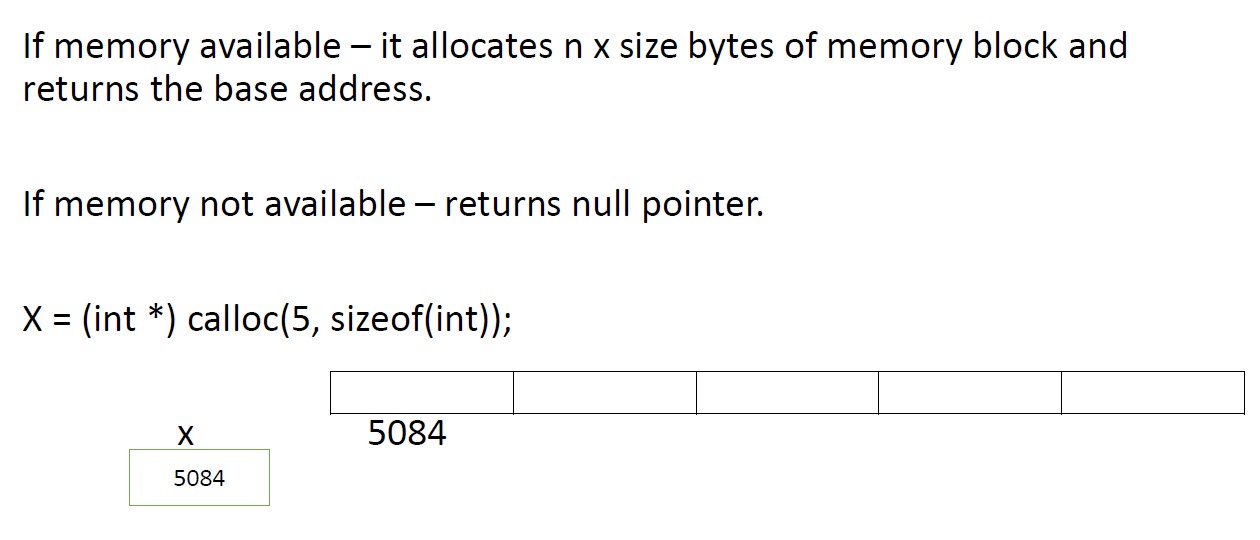 If memory available – it allocates n x size bytes of memory block and
returns the base address.
If memory not available – returns null pointer.
X = (int *) calloc(5, sizeof(int));
x
5084
5084